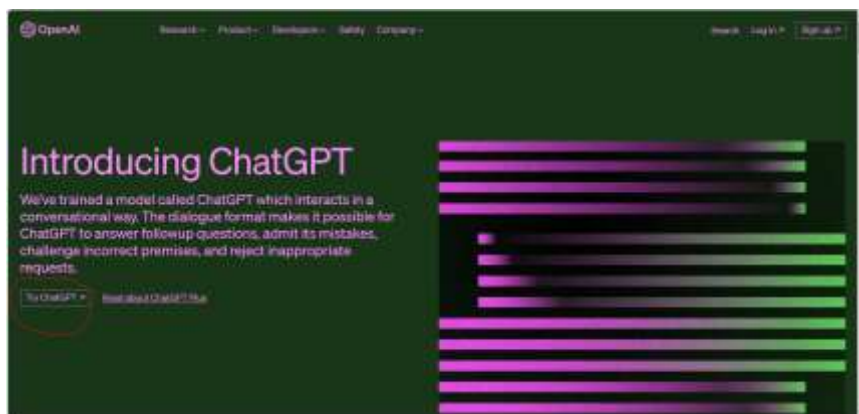 OpenAI
Research Product Developers Safety Company
Search Log in Sign up
Introducing ChatGPT
We've trained a model called ChatGPT which interacts in a
conversational way. The dialogue format makes it possible for
ChatGPT to answer followup questions, admit its mistakes,
challenge incorrect premises, and reject inappropriate
requests.
Try ChatGPT Read about ChatGPT Plus